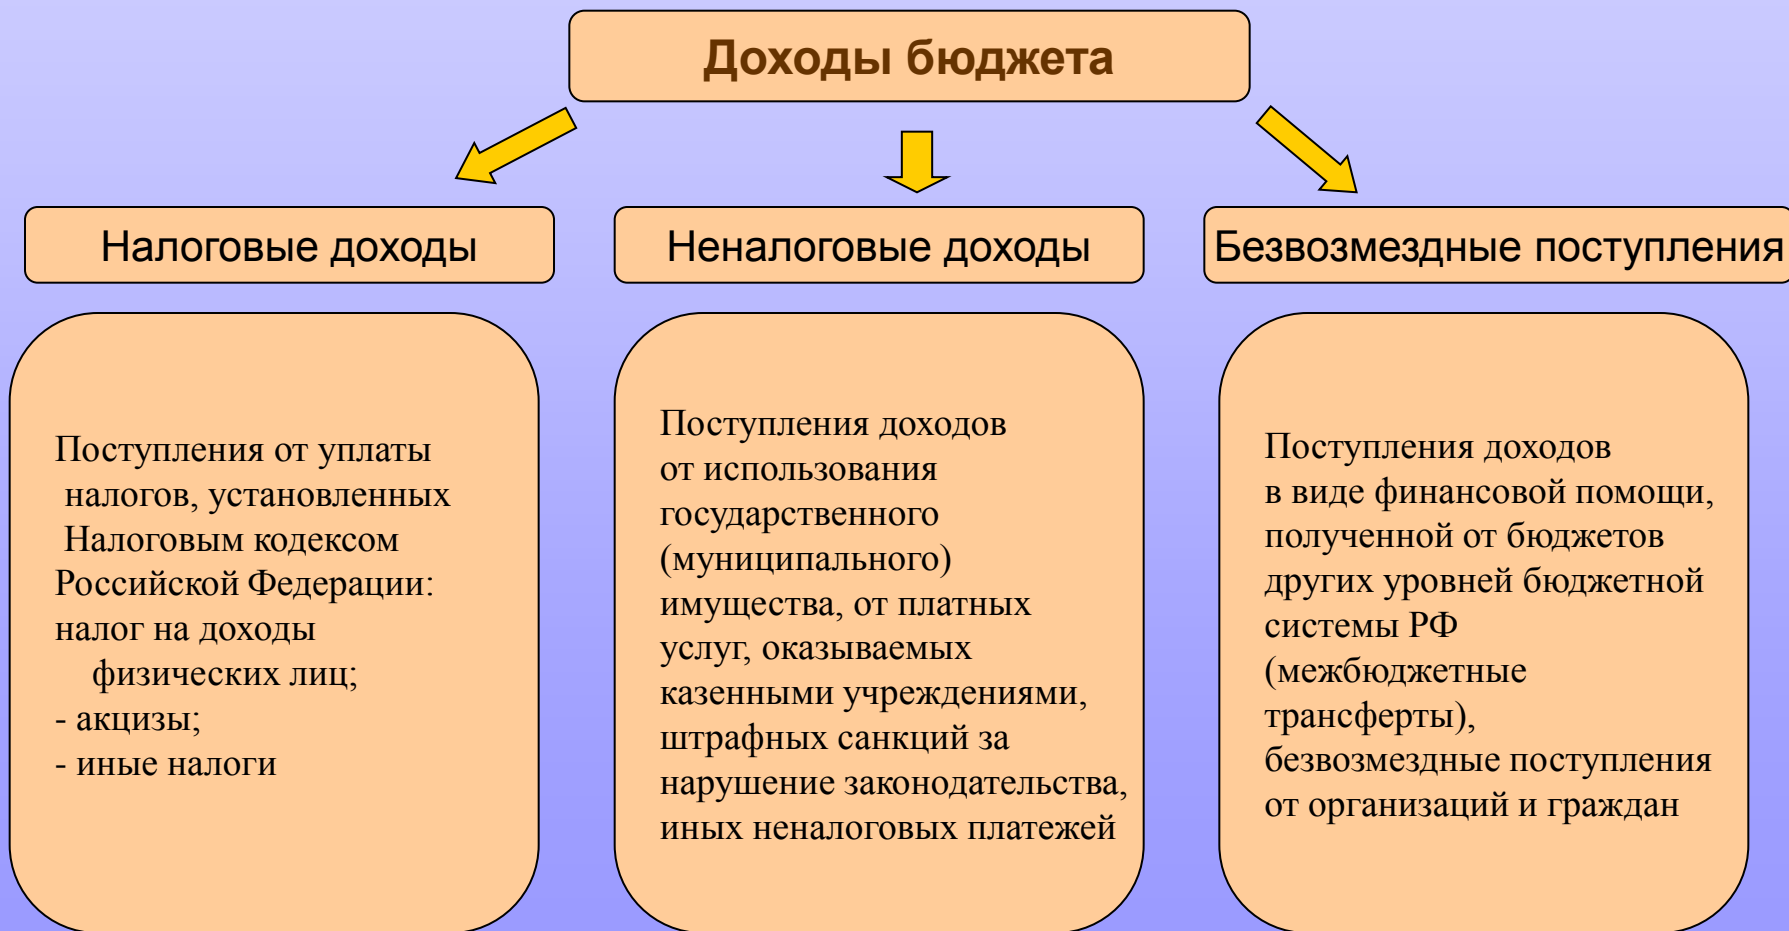 Доходы бюджета
Налоговые доходы
Неналоговые доходы
Безвозмездные поступления
Поступления от уплаты
налогов, установленных
Налоговым кодексом
Российской Федерации:
налог на доходы
физических лиц;
- акцизы;
- иные налоги
Поступления доходов
от использования
государственного
(муниципального)
имущества, от платных
услуг, оказываемых
казенными учреждениями,
штрафных санкций за
нарушение законодательства,
иных неналоговых платежей
Поступления доходов
в виде финансовой помощи,
полученной от бюджетов
других уровней бюджетной
системы РФ
(межбюджетные
трансферты),
безвозмездные поступления
от организаций и граждан